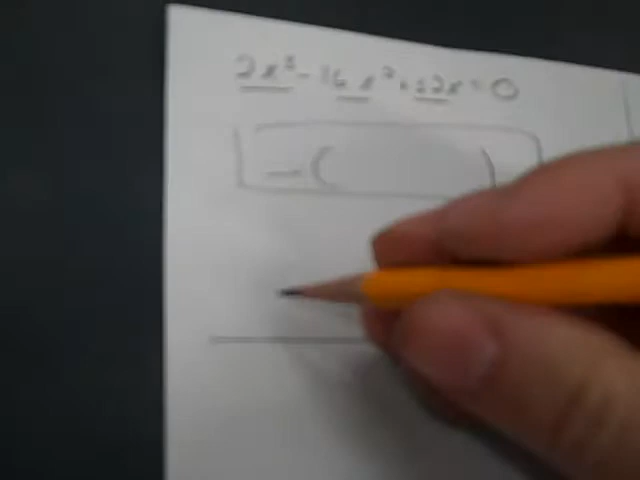 2x³ - 16x² + 32x = 0
- ( )